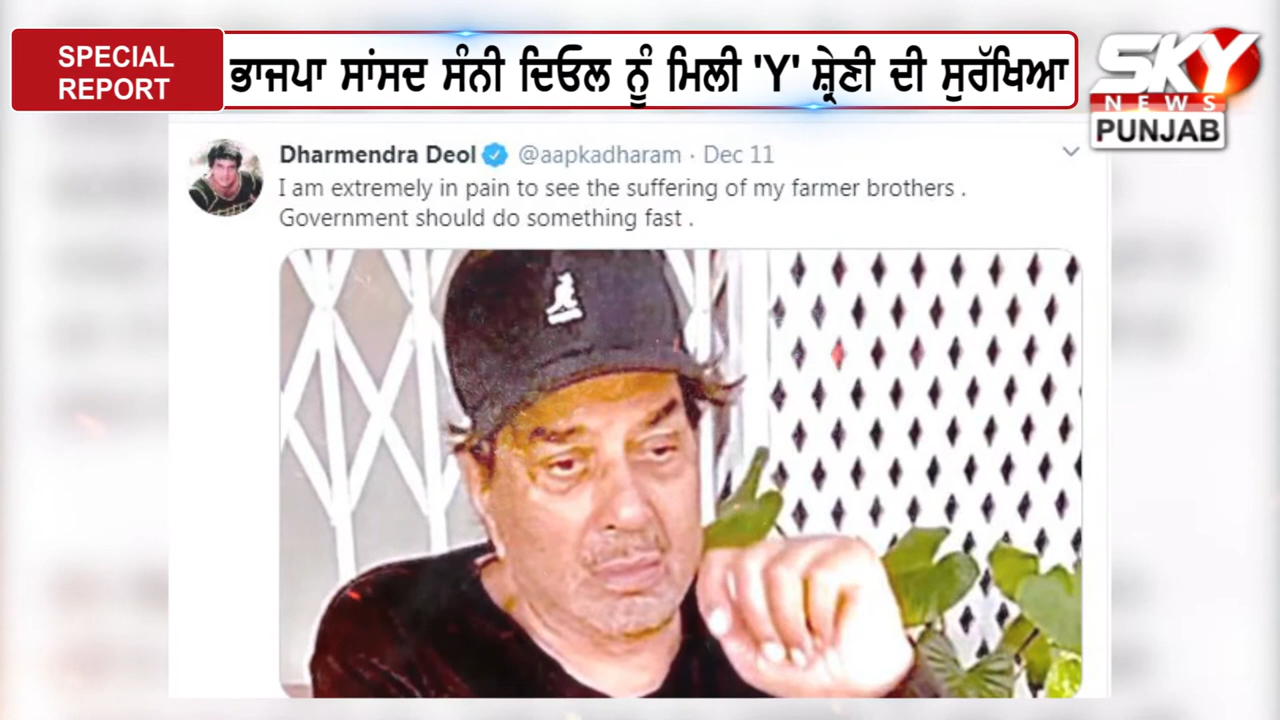 SPECIAL
REPORT
ਭਾਜਪਾ ਸਾਂਸਦ ਸੰਨੀ ਦਿਓਲ ਨੂੰ ਮਿਲੀ 'Y' ਸ਼੍ਰੇਣੀ ਦੀ ਸੁਰੱਖਿਆ
SKY
NEWS
PUNJAB
Dharmendra Deol @aapkadharam · Dec 11
I am extremely in pain to see the suffering of my farmer brothers .
Government should do something fast .